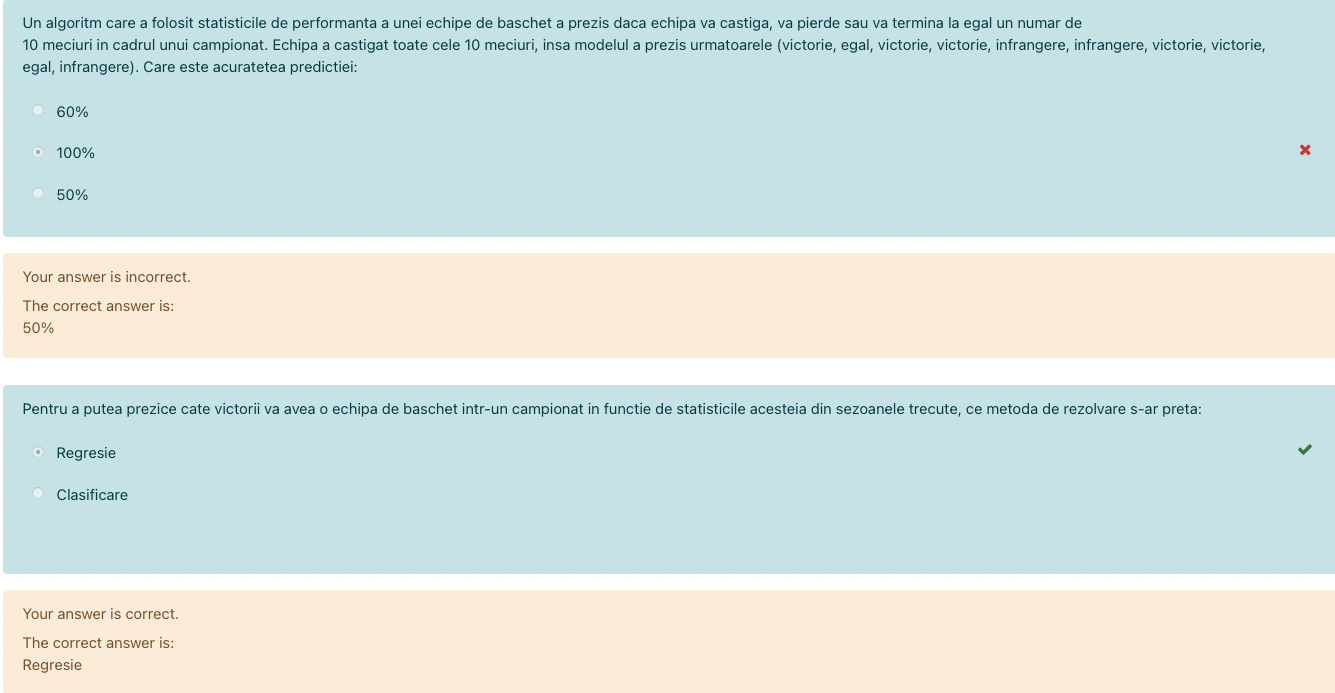 Un algoritm care a folosit statisticile de performanta a unei echipe de baschet a prezis daca echipa va castiga, va pierde sau va termina la egal un numar de
10 meciuri in cadrul unui campionat. Echipa a castigat toate cele 10 meciuri, insa modelul a prezis urmatoarele (victorie, egal, victorie, victorie, infrangere, infrangere, victorie, victorie,
egal, infrangere). Care este acuratetea predictiei:
60%
100%
50%
Your answer is incorrect.
The correct answer is:
50%
Pentru a putea prezice cate victorii va avea o echipa de baschet intr-un campionat in functie de statisticile acesteia din sezoanele trecute, ce metoda de rezolvare s-ar preta:
Regresie
Clasificare
Your answer is correct.
The correct answer is:
Regresie